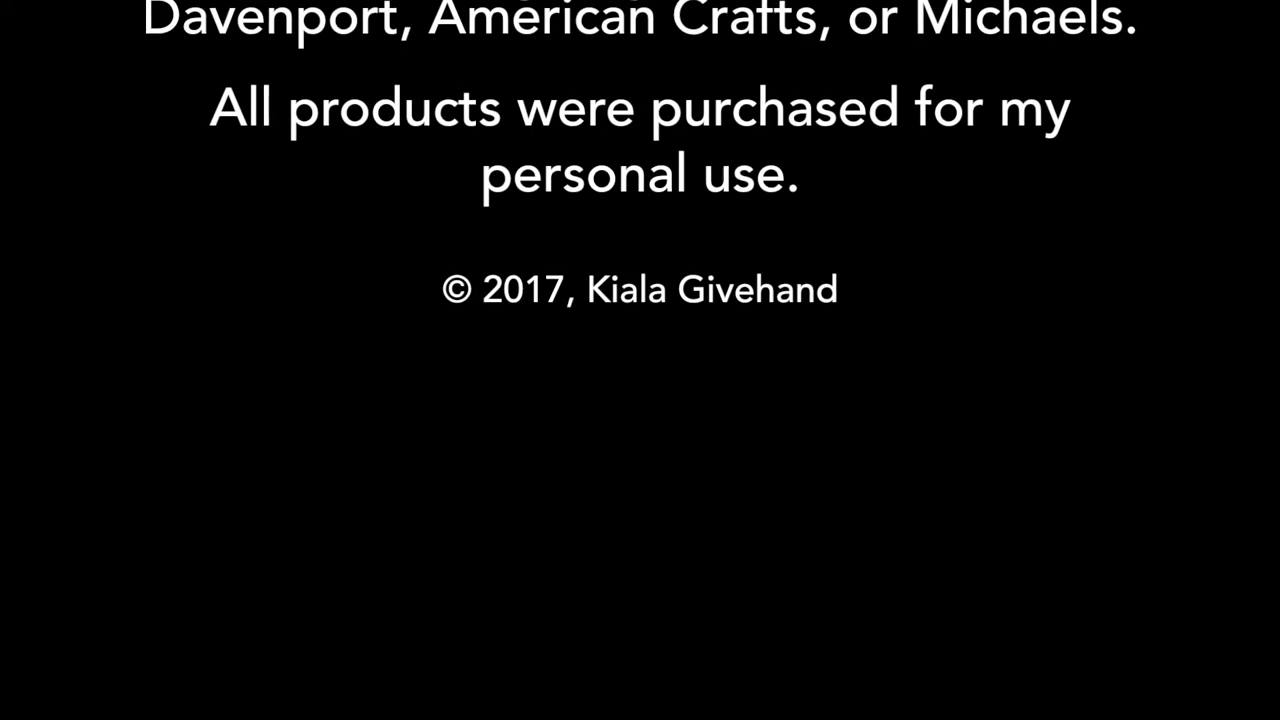 Davenport, American Crafts, or Michaels.
All products were purchased for my
personal use.
© 2017, Kiala Givehand